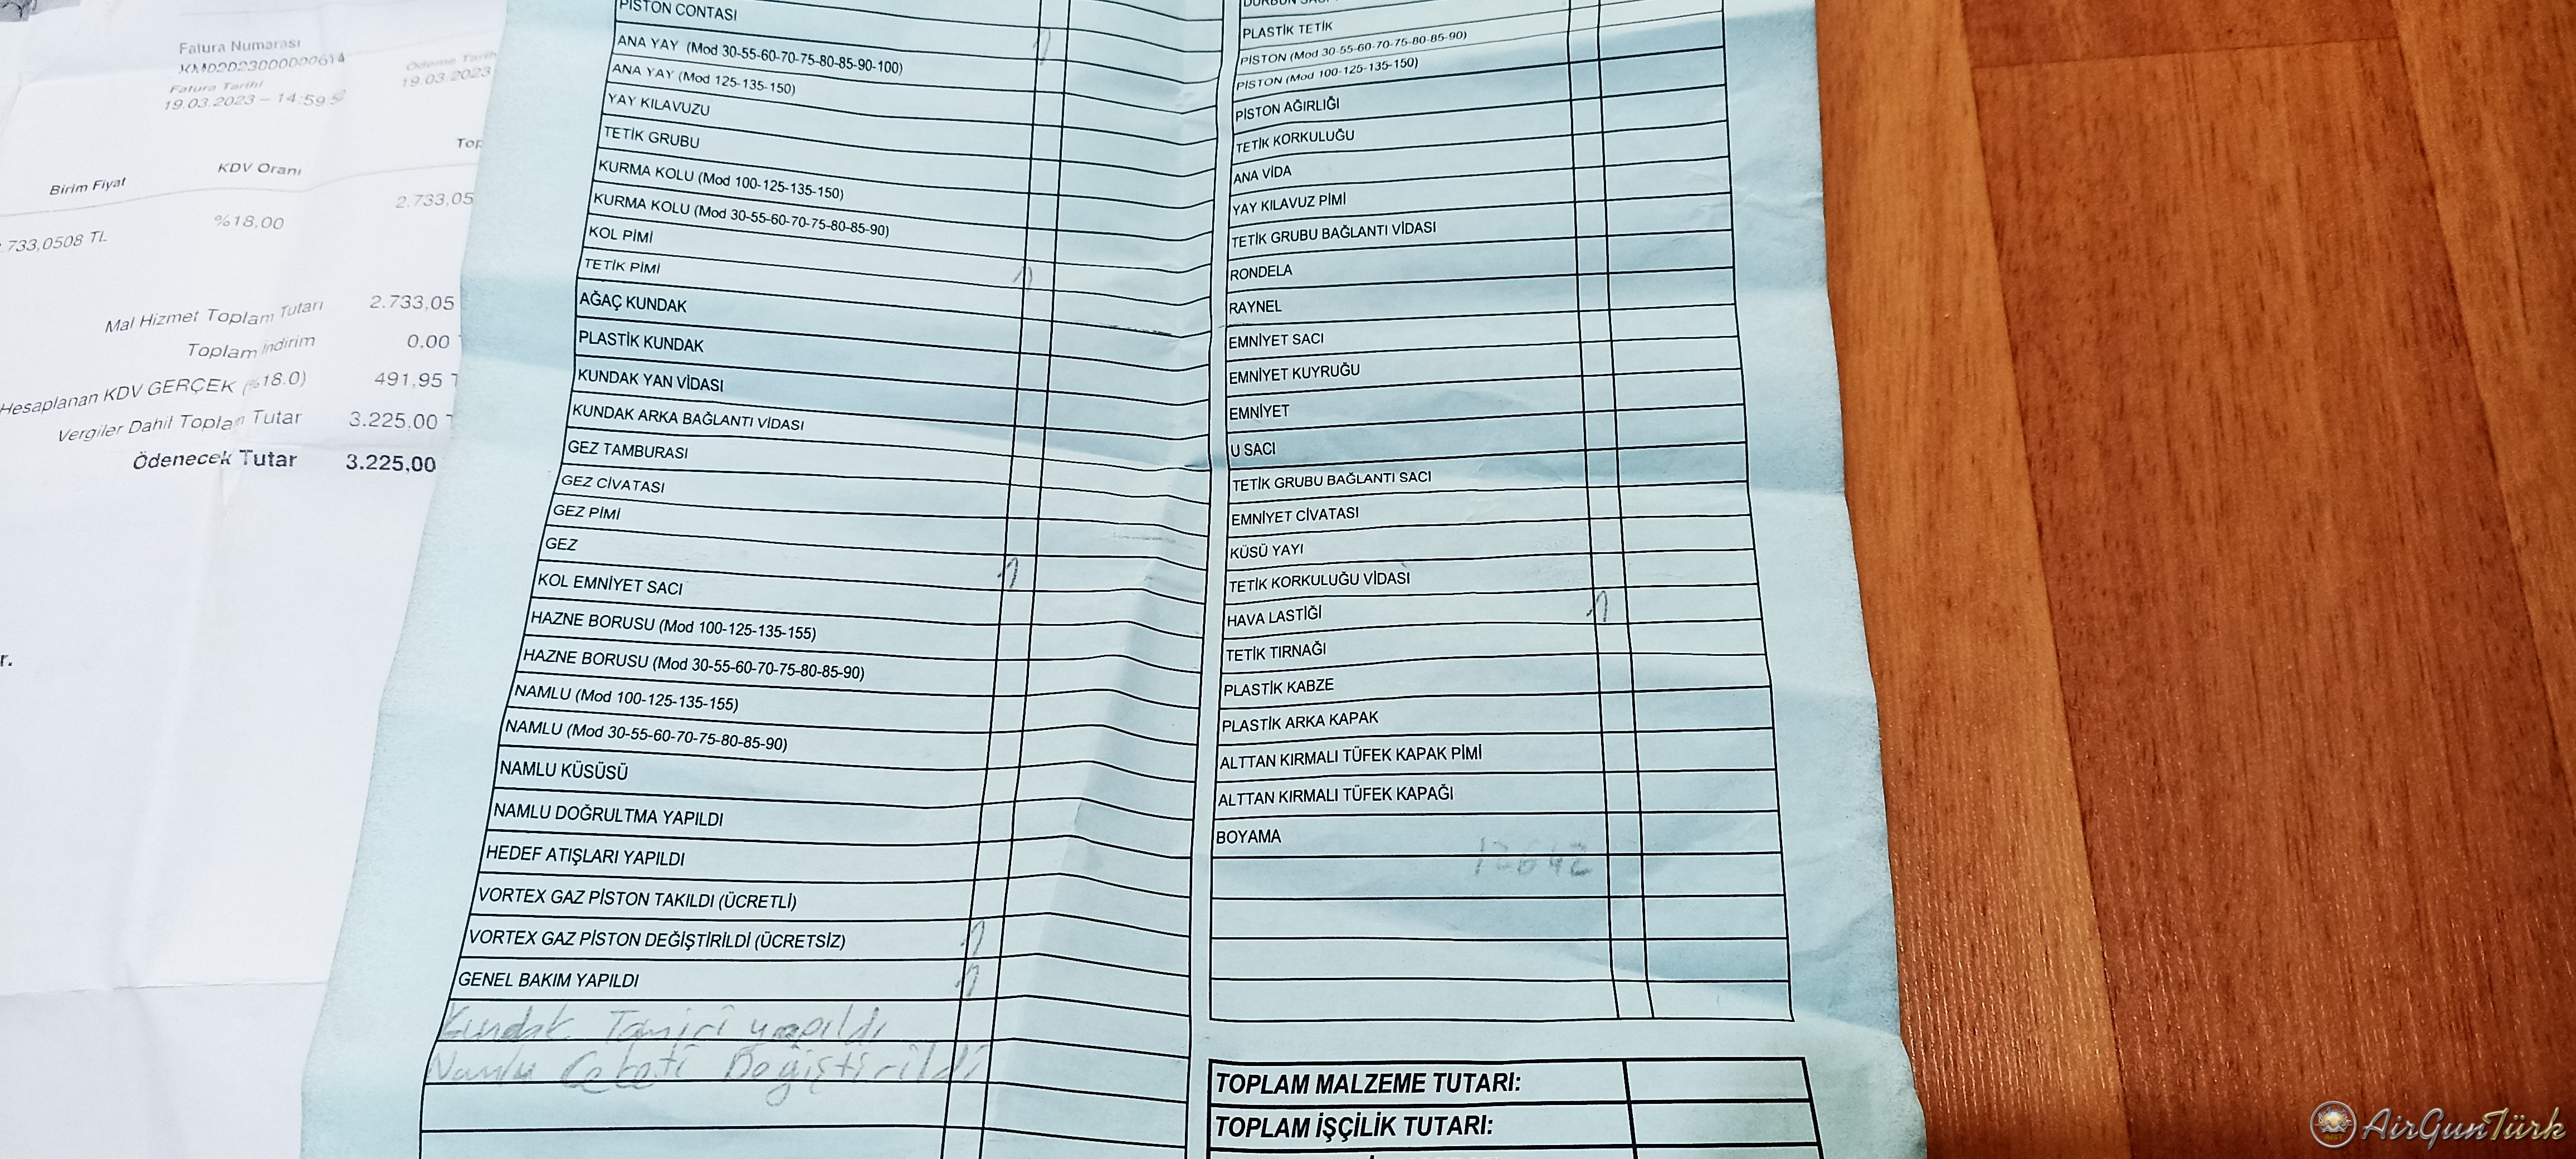 Fatura Numarası
XM02023000000614
Fatura Tarihi
19.03.2023 – 14:59:5
Ödeme Tarih
19.03.2023
Birim Fiyat
KDV Oranı
Top
733,0508 TL
%18,00
2.733,05
Mal Hizmet Toplam Tutarı 2.733,05
Toplam İndirim 0.00
Hesaplanan KDV GERÇEK (%18.0) 491,95 T
Vergiler Dahil Toplam Tutar 3.225,00 T
Ödenecek Tutar 3.225,00
r.
PİSTON CONTASI
ANA YAY (Mod 30-55-60-70-75-80-85-90-100) 1
ANA YAY (Mod 125-135-150)
YAY KILAVUZU
TETİK GRUBU
KURMA KOLU (Mod 100-125-135-150)
KURMA KOLU (Mod 30-55-60-70-75-80-85-90)
KOL PİMİ
TETİK PİMİ 1
AĞAÇ KUNDAK
PLASTİK KUNDAK
KUNDAK YAN VİDASI
KUNDAK ARKA BAĞLANTI VİDASI
GEZ TAMBURASI
GEZ CİVATASI
GEZ PİMİ
GEZ
KOL EMNİYET SACI 1
HAZNE BORUSU (Mod 100-125-135-155)
HAZNE BORUSU (Mod 30-55-60-70-75-80-85-90)
NAMLU (Mod 100-125-135-155)
NAMLU (Mod 30-55-60-70-75-80-85-90)
NAMLU KÜSÜSÜ
NAMLU DOĞRULTMA YAPILDI
HEDEF ATIŞLARI YAPILDI
VORTEX GAZ PİSTON TAKILDI (ÜCRETLİ)
VORTEX GAZ PİSTON DEĞİŞTİRİLDİ (ÜCRETSİZ) 1
GENEL BAKIM YAPILDI 1
Kundak Tamiri yapıldı
Namlu Ceketi Değiştirildi
PLASTİK TETİK
PİSTON (Mod 30-55-60-70-75-80-85-90)
PİSTON (Mod 100-125-135-150)
PİSTON AĞIRLIĞI
TETİK KORKULUĞU
ANA VİDA
YAY KILAVUZ PİMİ
TETİK GRUBU BAĞLANTI VİDASI
RONDELA
RAYNEL
EMNİYET SACI
EMNİYET KUYRUĞU
EMNİYET
U SACI
TETİK GRUBU BAĞLANTI SACI
EMNİYET CİVATASI
KÜSÜ YAYI
TETİK KORKULUĞU VİDASI
HAVA LASTİĞİ 1
TETİK TIRNAĞI
PLASTİK KABZE
PLASTİK ARKA KAPAK
ALTTAN KIRMALI TÜFEK KAPAK PİMİ
ALTTAN KIRMALI TÜFEK KAPAĞI
BOYAMA
12642
TOPLAM MALZEME TUTARI:
TOPLAM İŞÇİLİK TUTARI:
AirGunTürk